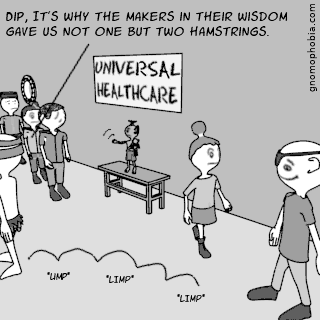 DIP, IT'S WHY THE MAKERS IN THEIR WISDOM
GAVE US NOT ONE BUT TWO HAMSTRINGS.
gnomophobia.com
UNIVERSAL
HEALTHCARE
*LIMP*
*LIMP*
*LIMP*